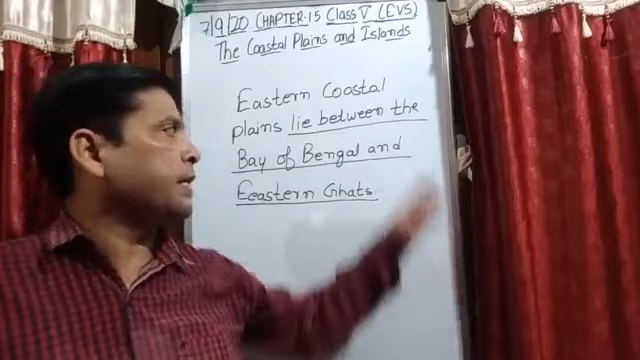 7/9/20 CHAPTER-15 Class V (EVS)
The Coastal Plains and Islands
Eastern Coastal
plains lie between the
Bay of Bengal and
Eeastern Ghats.